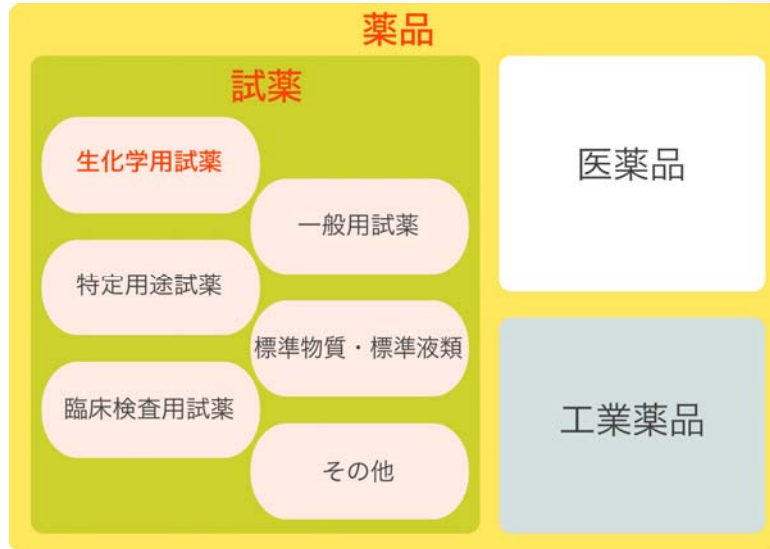 薬品
試薬
生化学用試薬
一般用試薬
特定用途試薬
標準物質・標準液類
臨床検査用試薬
その他
医薬品
工業薬品